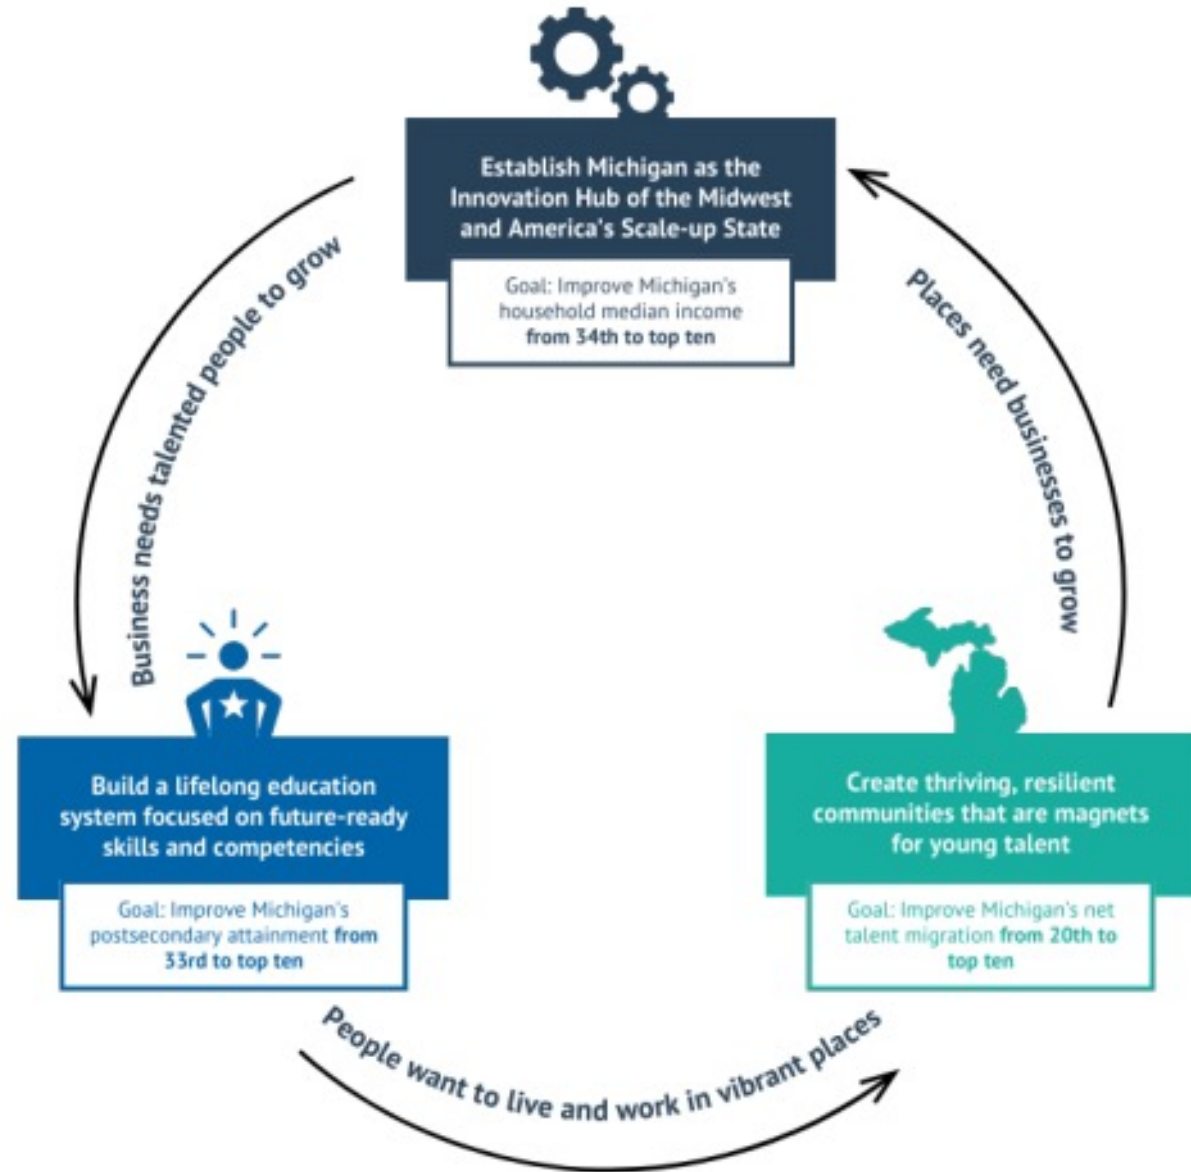 Establish Michigan as the
Innovation Hub of the Midwest
and America's Scale-up State
Goal: Improve Michigan's
household median income
from 34th to top ten
Business needs talented people to grow
Places need businesses to grow
Build a lifelong education
system focused on future-ready
skills and competencies
Goal: Improve Michigan's
postsecondary attainment from
33rd to top ten
Create thriving, resilient
communities that are magnets
for young talent
Goal: Improve Michigan's net
talent migration from 20th to
top ten
People want to live and work in vibrant places